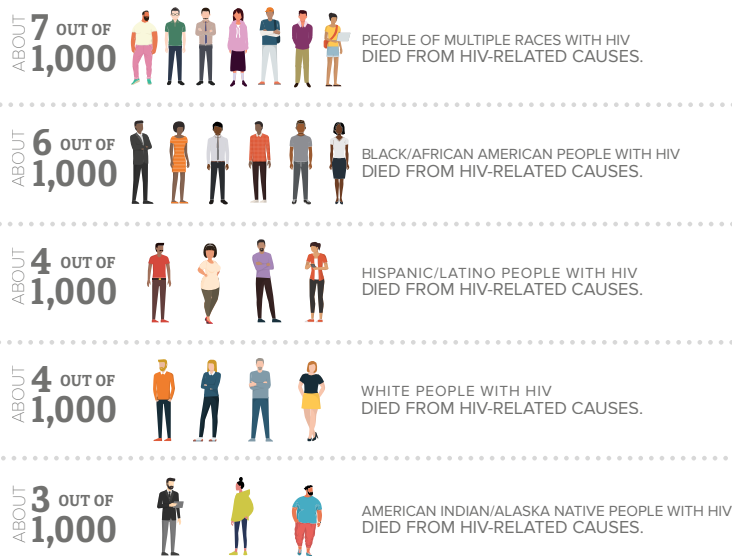 ABOUT
7 OUT OF
1,000
PEOPLE OF MULTIPLE RACES WITH HIV
DIED FROM HIV-RELATED CAUSES.
ABOUT
6 OUT OF
1,000
BLACK/AFRICAN AMERICAN PEOPLE WITH HIV
DIED FROM HIV-RELATED CAUSES.
ABOUT
4 OUT OF
1,000
HISPANIC/LATINO PEOPLE WITH HIV
DIED FROM HIV-RELATED CAUSES.
ABOUT
4 OUT OF
1,000
WHITE PEOPLE WITH HIV
DIED FROM HIV-RELATED CAUSES.
ABOUT
3 OUT OF
1,000
AMERICAN INDIAN/ALASKA NATIVE PEOPLE WITH HIV
DIED FROM HIV-RELATED CAUSES.